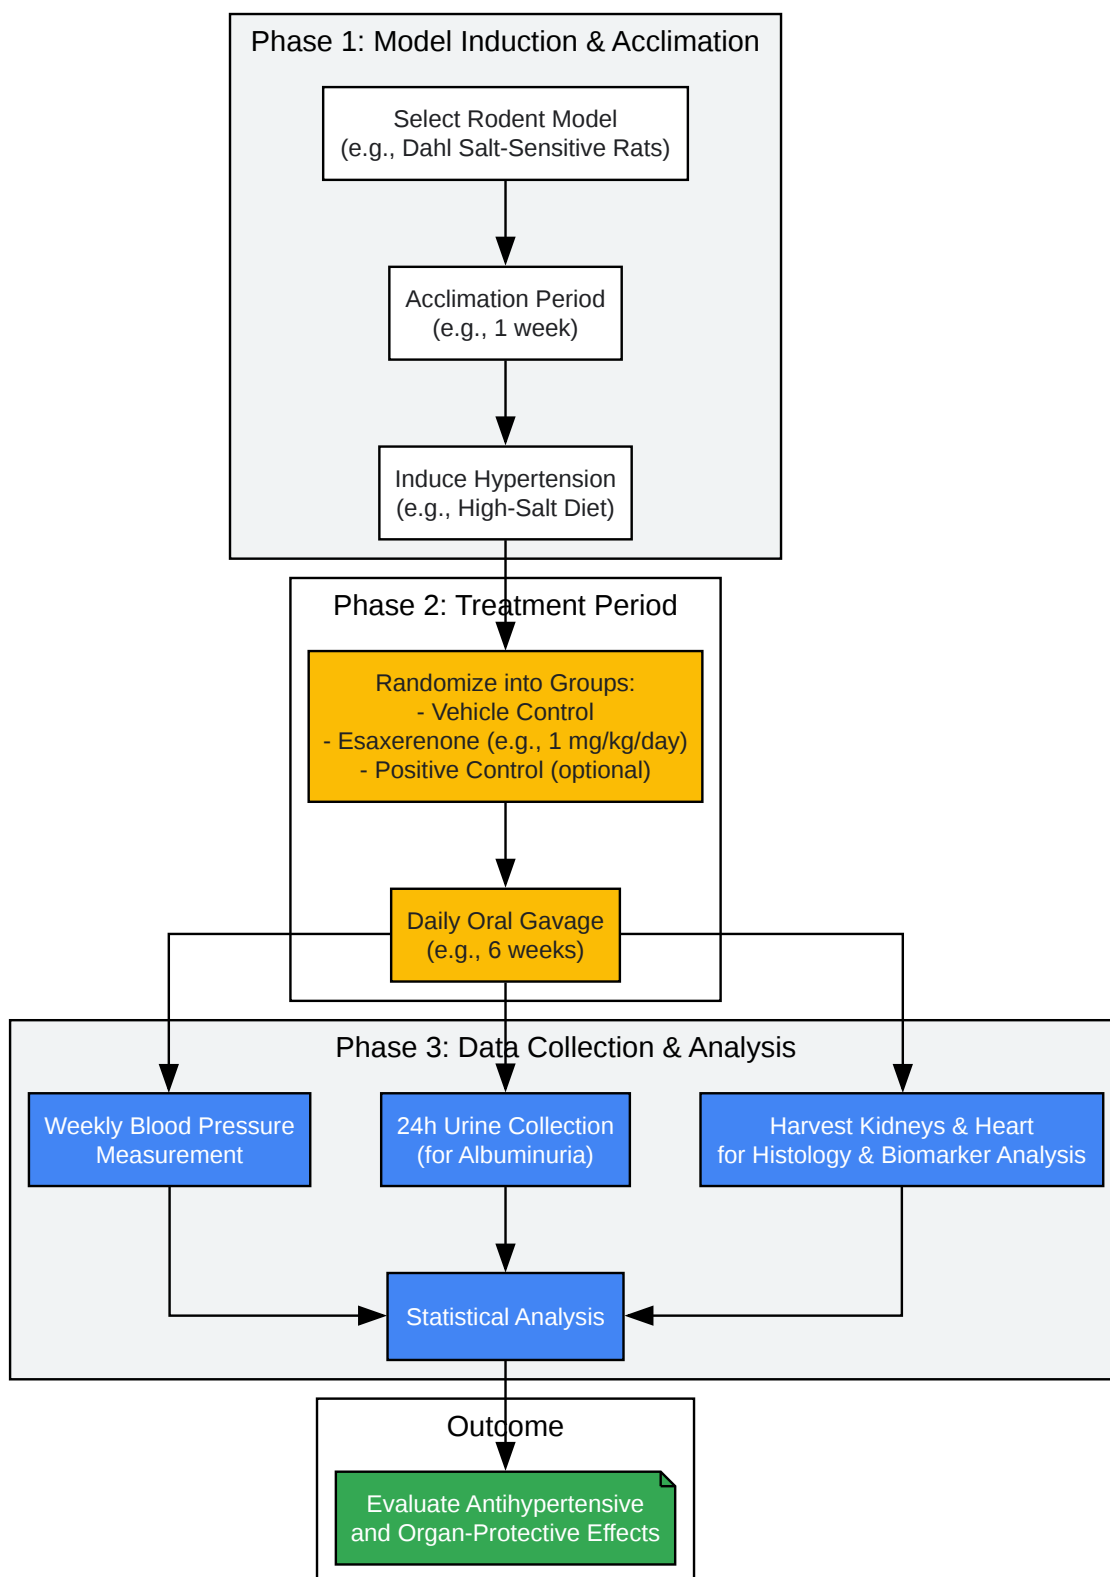 Phase 1: Model Induction & Acclimation
Select Rodent Model
(e.g., Dahl Salt-Sensitive Rats)
Acclimation Period
(e.g., 1 week)
Induce Hypertension
(e.g., High-Salt Diet)
Phase 2: Treatment Period
Randomize into Groups:
- Vehicle Control
- Esaxerenone (e.g., 1 mg/kg/day)
- Positive Control (optional)
Daily Oral Gavage
(e.g., 6 weeks)
Phase 3: Data Collection & Analysis
Weekly Blood Pressure
Measurement
24h Urine Collection
(for Albuminuria)
Harvest Kidneys & Heart
for Histology & Biomarker Analysis
Statistical Analysis
Outcome
Evaluate Antihypertensive
and Organ-Protective Effects